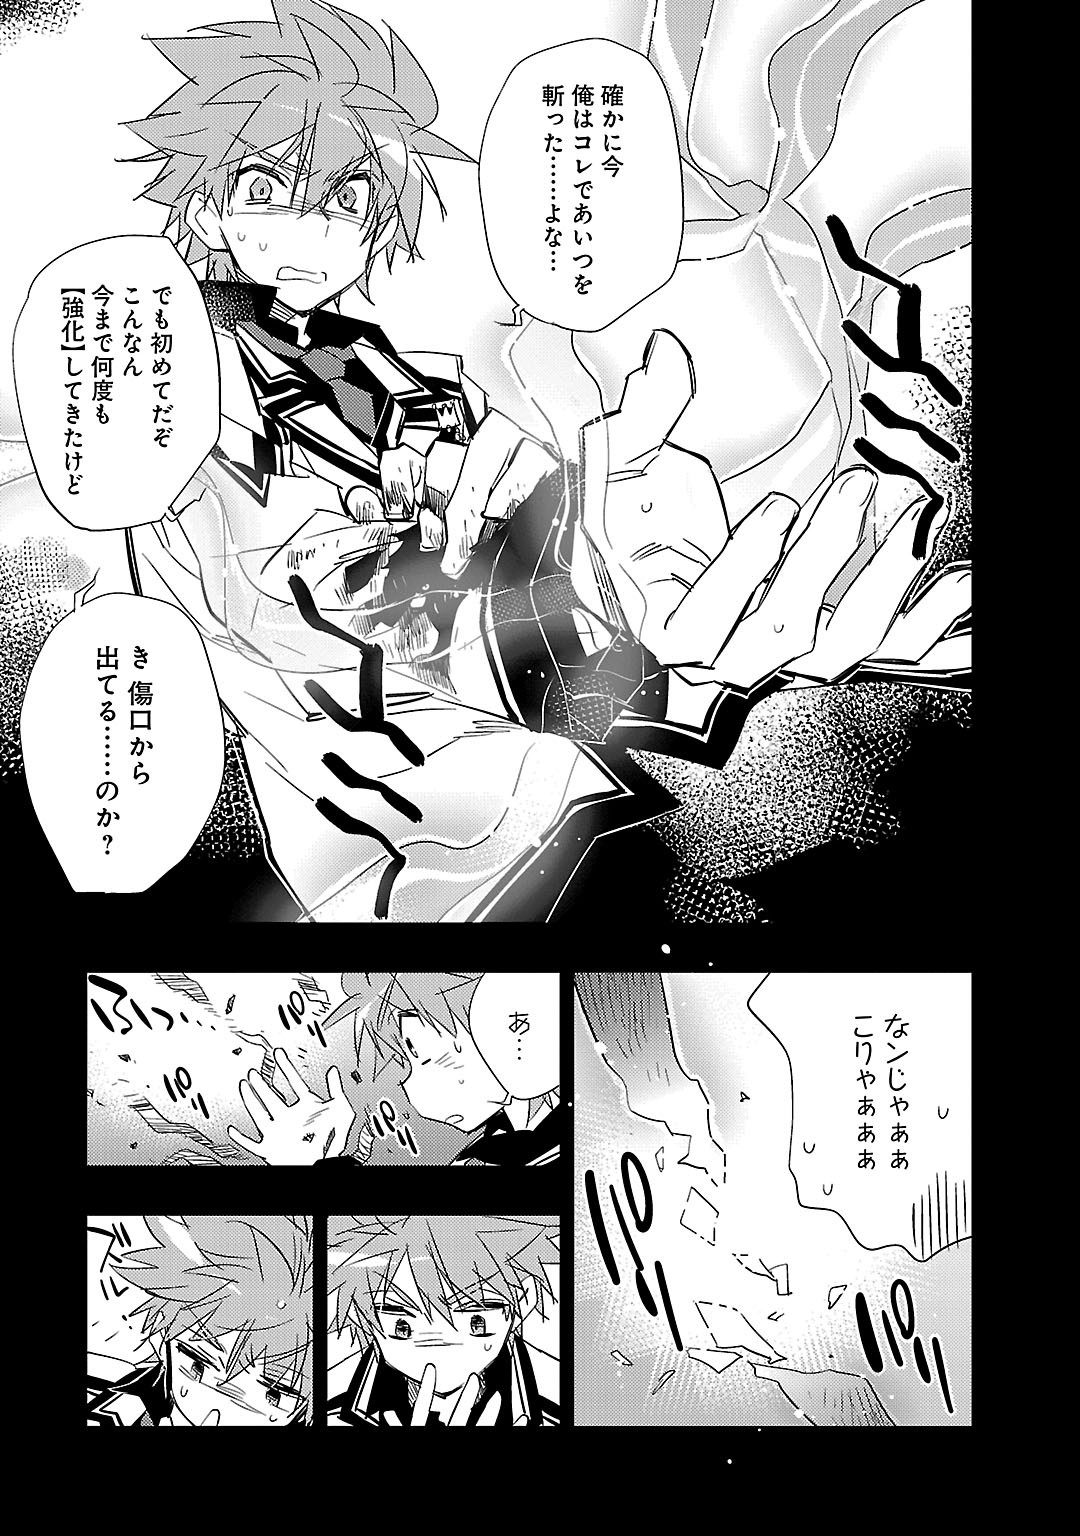 確かに今
俺はコレであいつを
斬った……よな…
でも初めてだぞ
こんなん
今まで何度も
【強化】してきたけど
き 傷口から
出てる……のか?
なンじゃぁぁ
こりゃぁぁぁ
パリ
パリ
あ…
パリ
パリ
ふっ…
スッ